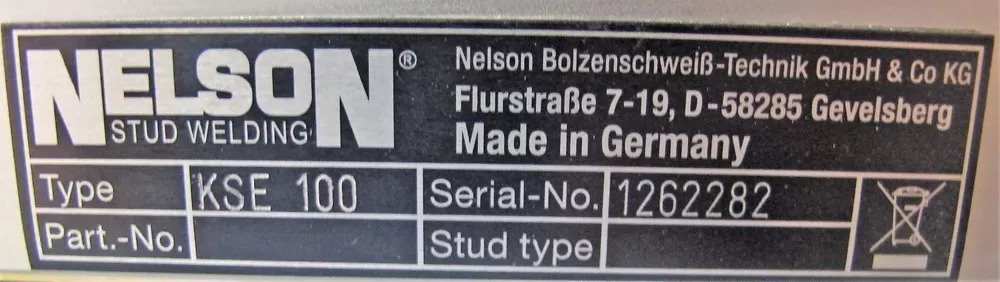 NELSON®
STUD WELDING
Nelson Bolzenschweiß-Technik GmbH & Co KG
Flurstraße 7-19, D-58285 Gevelsberg
Made in Germany
Type KSE 100 Serial-No. 1262282
Part.-No. Stud type